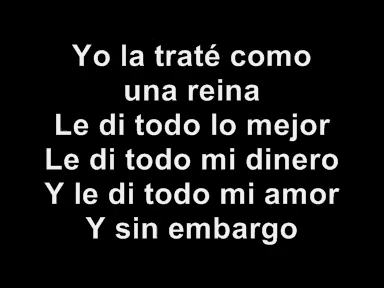 Yo la traté como
una reina
Le di todo lo mejor
Le di todo mi dinero
Y le di todo mi amor
Y sin embargo